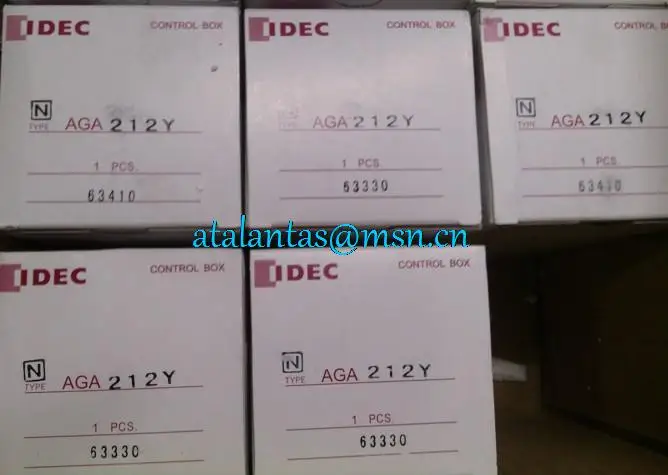 IDEC CONTROL BOX
N
TYPE AGA 212Y
1 PCS.
63410
IDEC CONTROL BOX
N
TYPE AGA 212Y
1 PCS.
63330
IDEC CONTROL BOX
N
TYPE AGA 212Y
1 PCS.
63410
atalantas@msn.cn
IDEC CONTROL BOX
N
TYPE AGA 212Y
1 PCS.
63330
IDEC CONTROL BOX
N
TYPE AGA 212Y
1 PCS.
63330